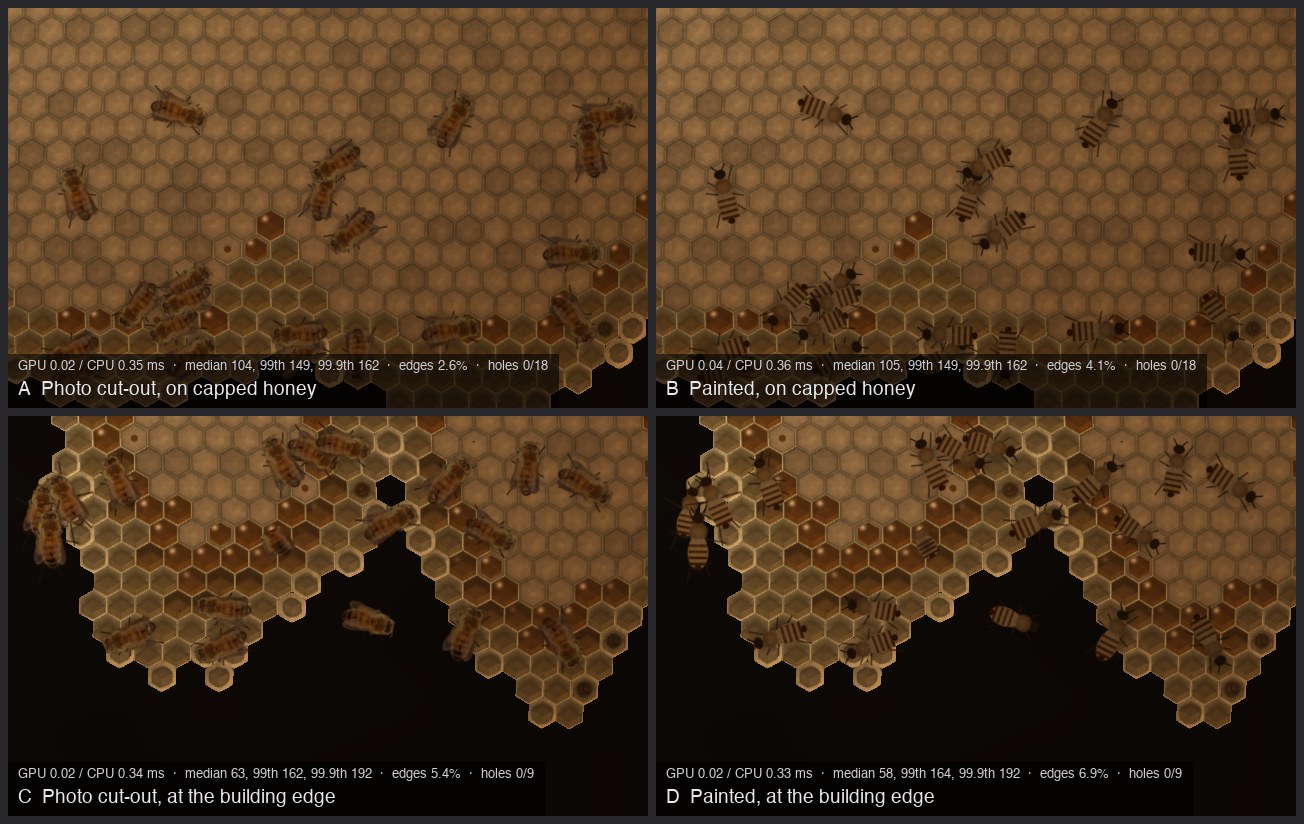 GPU 0.02 / CPU 0.35 ms · median 104, 99th 149, 99.9th 162 · edges 2.6% · holes 0/18
A Photo cut-out, on capped honey
GPU 0.04 / CPU 0.36 ms · median 105, 99th 149, 99.9th 162 · edges 4.1% · holes 0/18
B Painted, on capped honey
GPU 0.02 / CPU 0.34 ms · median 63, 99th 162, 99.9th 192 · edges 5.4% · holes 0/9
C Photo cut-out, at the building edge
GPU 0.02 / CPU 0.33 ms · median 58, 99th 164, 99.9th 192 · edges 6.9% · holes 0/9
D Painted, at the building edge